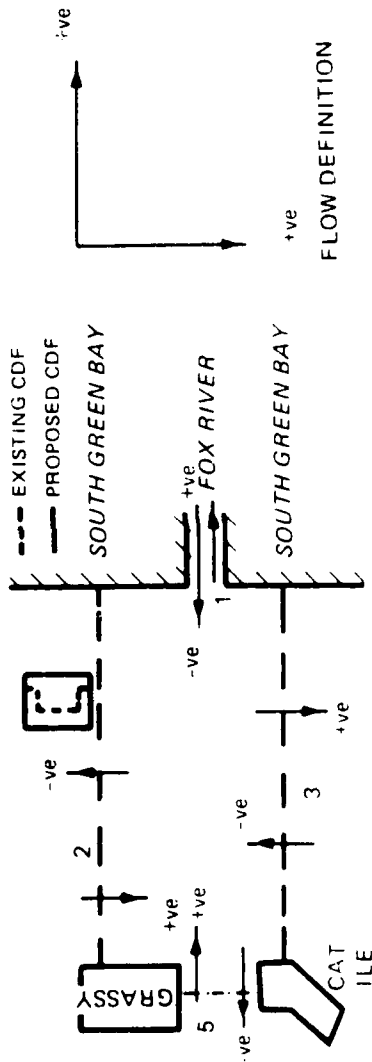 +ve
+ve
FLOW DEFINITION
EXISTING CDF
PROPOSED CDF
SOUTH GREEN BAY
FOX RIVER
SOUTH GREEN BAY
+ve
-ve
1
-ve
2
+ve
+ve
GRASSY
5
-ve
-ve
3
+ve
CAT
ILE